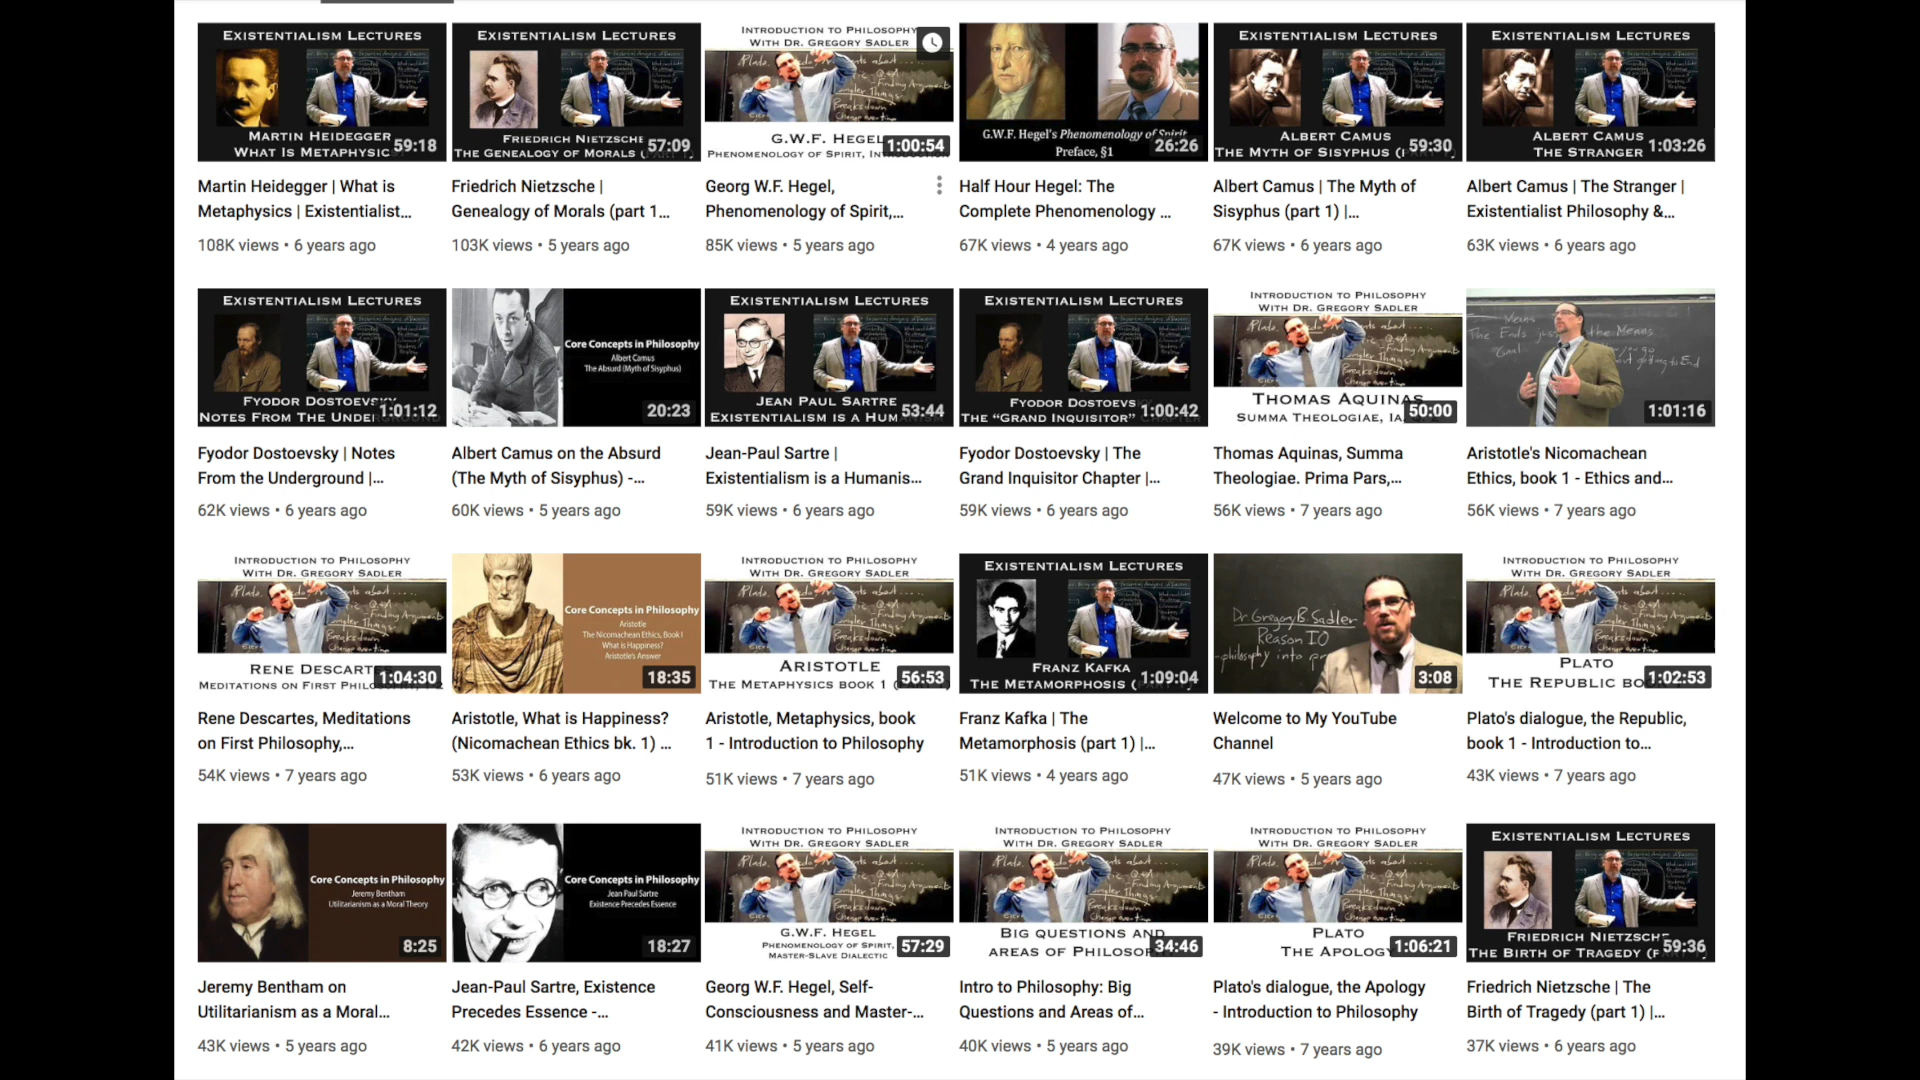 EXISTENTIALISM LECTURES
MARTIN HEIDEGGER
WHAT IS METAPHYSIC
59:18
Martin Heidegger | What is
Metaphysics | Existentialist...
108K views • 6 years ago
EXISTENTIALISM LECTURES
FRIEDRICH NIETZSCHE
THE GENEALOGY OF MORALS (
57:09
Friedrich Nietzsche |
Genealogy of Morals (part 1...
103K views • 5 years ago
INTRODUCTION TO PHILOSOPHY
WITH DR. GREGORY SADLER
G.W.F. HEGEL
PHENOMENOLOGY OF SPIRIT,
1:00:54
Georg W.F. Hegel,
Phenomenology of Spirit,...
85K views • 5 years ago
G.W.F. Hegel's Phenomenology of Spirit
Preface, §1
26:26
Half Hour Hegel: The
Complete Phenomenology ...
67K views • 4 years ago
EXISTENTIALISM LECTURES
ALBERT CAMUS
THE MYTH OF SISYPHUS (
59:30
Albert Camus | The Myth of
Sisyphus (part 1) |...
67K views • 6 years ago
EXISTENTIALISM LECTURES
ALBERT CAMUS
THE STRANGER
1:03:26
Albert Camus | The Stranger |
Existentialist Philosophy &...
63K views • 6 years ago
EXISTENTIALISM LECTURES
FYODOR DOSTOEVSKY
NOTES FROM THE UNDE
1:01:12
Fyodor Dostoevsky | Notes
From the Underground |...
62K views • 6 years ago
Core Concepts in Philosophy
Albert Camus
The Absurd (Myth of Sisyphus)
20:23
Albert Camus on the Absurd
(The Myth of Sisyphus) -...
60K views • 5 years ago
EXISTENTIALISM LECTURES
JEAN PAUL SARTRE
EXISTENTIALISM IS A HUM
53:44
Jean-Paul Sartre |
Existentialism is a Humanis...
59K views • 6 years ago
EXISTENTIALISM LECTURES
FYODOR DOSTOEVS
THE "GRAND INQUISITOR" CHAPTER
1:00:42
Fyodor Dostoevsky | The
Grand Inquisitor Chapter |...
59K views • 6 years ago
INTRODUCTION TO PHILOSOPHY
WITH DR. GREGORY SADLER
THOMAS AQUINAS
SUMMA THEOLOGIAE, IA
50:00
Thomas Aquinas, Summa
Theologiae. Prima Pars,...
56K views • 7 years ago
Means
The Ends just the Means
Goal
1:01:16
Aristotle's Nicomachean
Ethics, book 1 - Ethics and...
56K views • 7 years ago
INTRODUCTION TO PHILOSOPHY
WITH DR. GREGORY SADLER
RENE DESCART
MEDITATIONS ON FIRST PHILO
1:04:30
Rene Descartes, Meditations
on First Philosophy,...
54K views • 7 years ago
Core Concepts in Philosophy
Aristotle
The Nicomachean Ethics, Book I
What is Happiness?
Aristotle's Answer
18:35
Aristotle, What is Happiness?
(Nicomachean Ethics bk. 1) ...
53K views • 6 years ago
INTRODUCTION TO PHILOSOPHY
WITH DR. GREGORY SADLER
ARISTOTLE
THE METAPHYSICS BOOK 1 (
56:53
Aristotle, Metaphysics, book
1 - Introduction to Philosophy
51K views • 7 years ago
EXISTENTIALISM LECTURES
FRANZ KAFKA
THE METAMORPHOSIS (
1:09:04
Franz Kafka | The
Metamorphosis (part 1) |...
51K views • 4 years ago
Dr Gregory B Sadler
Reason IO
philosophy into pr
3:08
Welcome to My YouTube
Channel
47K views • 5 years ago
INTRODUCTION TO PHILOSOPHY
WITH DR. GREGORY SADLER
PLATO
THE REPUBLIC BO
1:02:53
Plato's dialogue, the Republic,
book 1 - Introduction to...
43K views • 7 years ago
Core Concepts in Philosophy
Jeremy Bentham
Utilitarianism as a Moral Theory
8:25
Jeremy Bentham on
Utilitarianism as a Moral...
43K views • 5 years ago
Core Concepts in Philosophy
Jean Paul Sartre
Existence Precedes Essence
18:27
Jean-Paul Sartre, Existence
Precedes Essence -...
42K views • 6 years ago
INTRODUCTION TO PHILOSOPHY
WITH DR. GREGORY SADLER
G.W.F. HEGEL
PHENOMENOLOGY OF SPIRIT,
MASTER-SLAVE DIALECTIC
57:29
Georg W.F. Hegel, Self-
Consciousness and Master-...
41K views • 5 years ago
INTRODUCTION TO PHILOSOPHY
WITH DR. GREGORY SADLER
BIG QUESTIONS AND
AREAS OF PHILOSOP
34:46
Intro to Philosophy: Big
Questions and Areas of...
40K views • 5 years ago
INTRODUCTION TO PHILOSOPHY
WITH DR. GREGORY SADLER
PLATO
THE APOLOGY
1:06:21
Plato's dialogue, the Apology
- Introduction to Philosophy
39K views • 7 years ago
EXISTENTIALISM LECTURES
FRIEDRICH NIETZSCHE
THE BIRTH OF TRAGEDY (
59:36
Friedrich Nietzsche | The
Birth of Tragedy (part 1) |...
37K views • 6 years ago